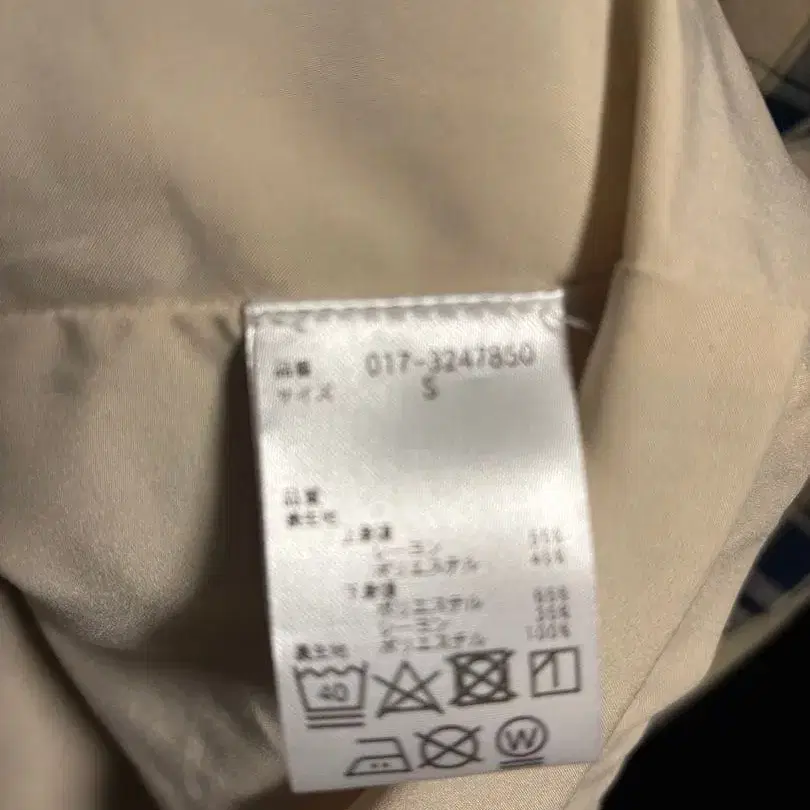 品番 017-3247850
サイズ S
品質
表生地
上身頃
レーヨン 55%
ポリエステル 45%
下身頃
ポリエステル 65%
レーヨン 35%
裏生地 ポリエステル 100%
40
W